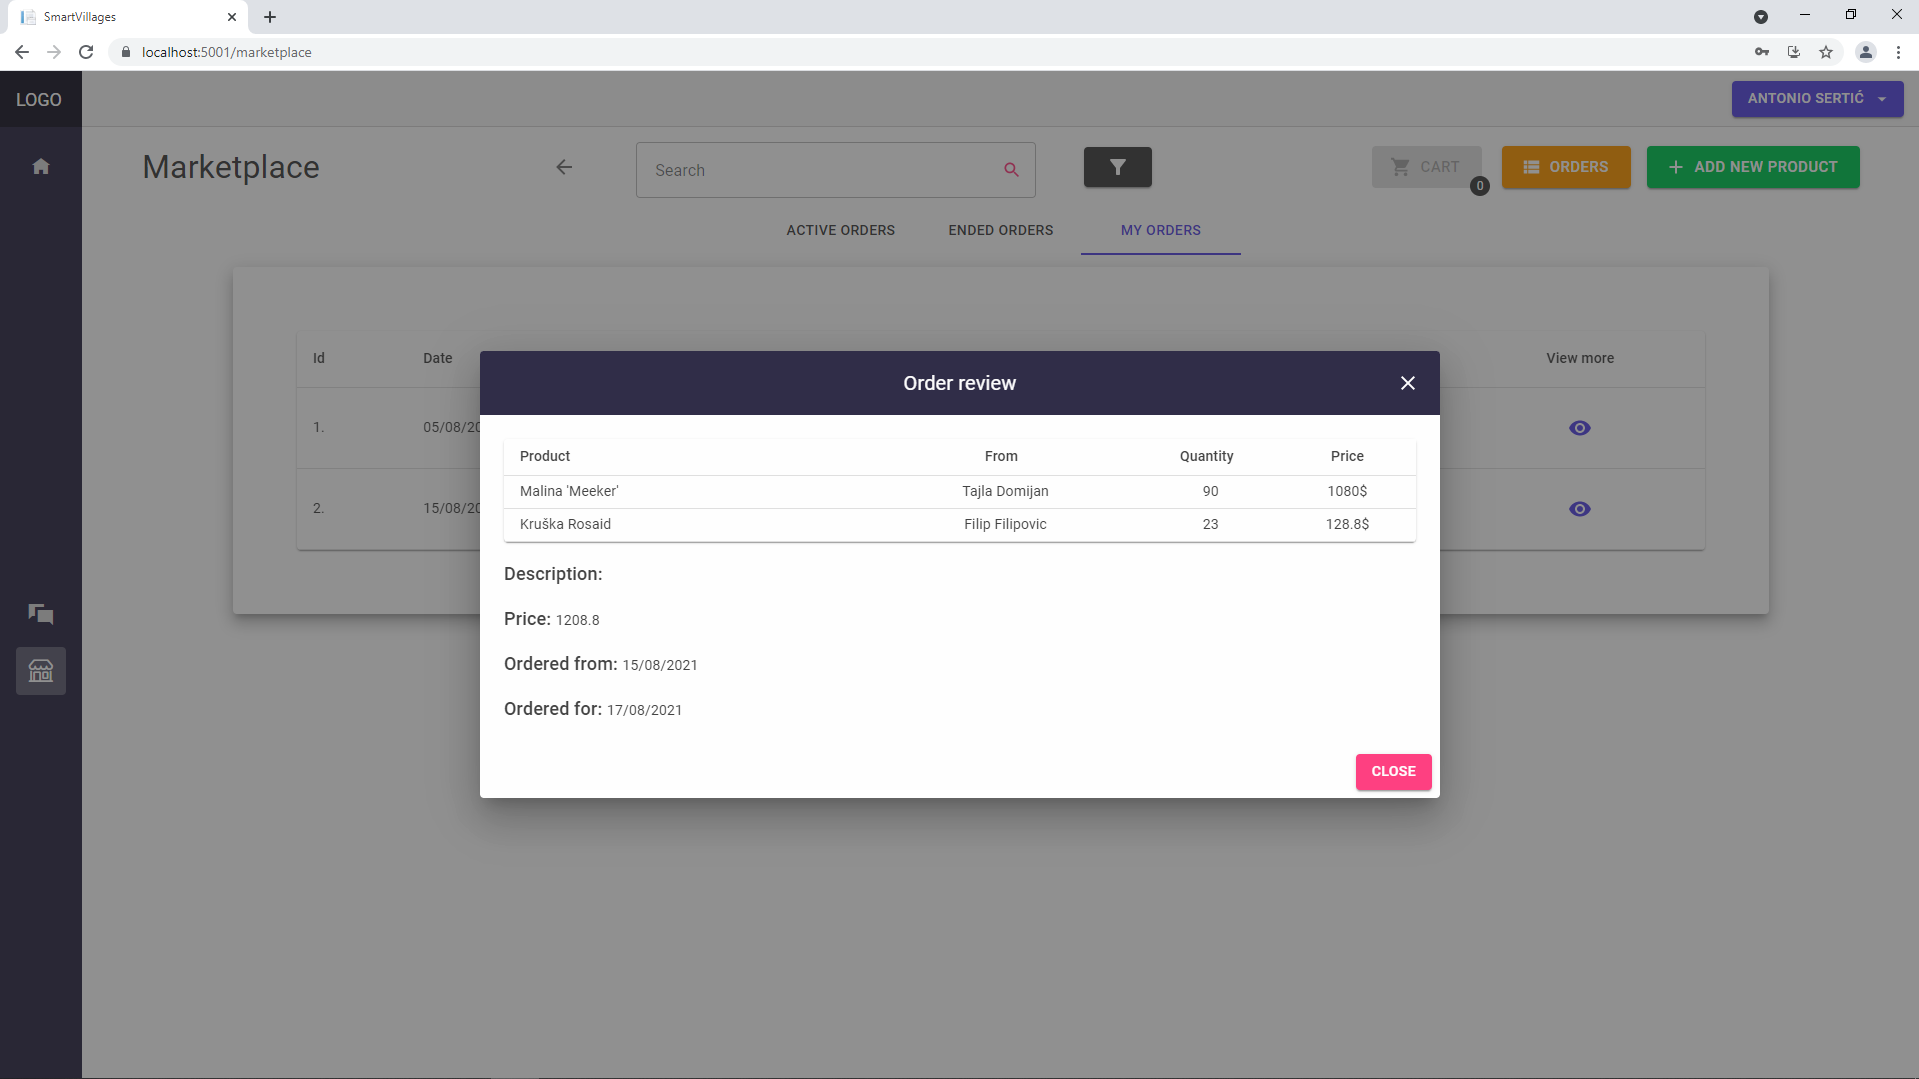 SmartVillages
localhost:5001/marketplace
LOGO
ANTONIO SERTIĆ
Marketplace
Search
CART
0
ORDERS
ADD NEW PRODUCT
ACTIVE ORDERS
ENDED ORDERS
MY ORDERS
Id
Date
View more
1.
05/08/20
2.
15/08/20
Order review
Product From Quantity Price
Malina 'Meeker' Tajla Domijan 90 1080$
Kruška Rosaid Filip Filipovic 23 128.8$
Description:
Price: 1208.8
Ordered from: 15/08/2021
Ordered for: 17/08/2021
CLOSE